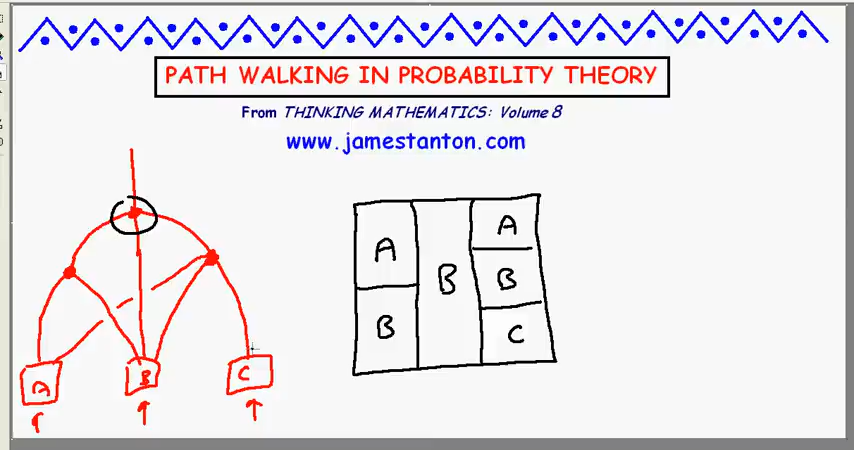 PATH WALKING IN PROBABILITY THEORY
From THINKING MATHEMATICS: Volume 8
www.jamestanton.com
A
A
B
B
B
C
A
B
C